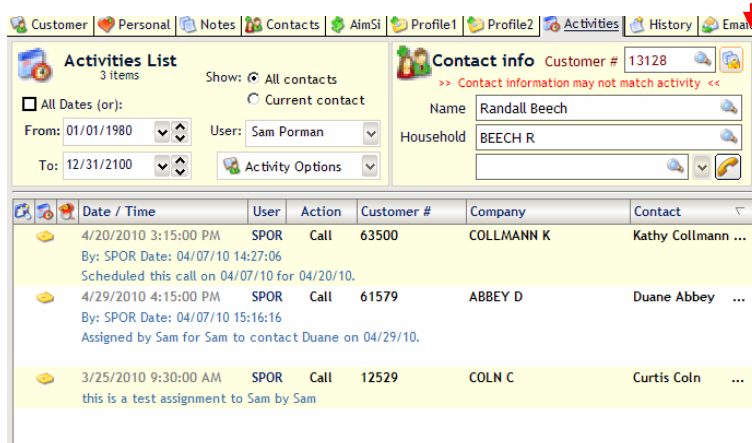 Customer Personal Notes Contacts AimSi Profile1 Profile2 Activities History Email
Activities List
3 items
Show: All contacts
Current contact
All Dates (or):
From: 01/01/1980 User: Sam Porman
To: 12/31/2100 Activity Options
Contact info Customer # 13128
>> Contact information may not match activity <<
Name Randall Beech
Household BEECH R
Date / Time User Action Customer # Company Contact
4/20/2010 3:15:00 PM SPOR Call 63500 COLLMANN K Kathy Collmann ...
By: SPOR Date: 04/07/10 14:27:06
Scheduled this call on 04/07/10 for 04/20/10.
4/29/2010 4:15:00 PM SPOR Call 61579 ABBEY D Duane Abbey ...
By: SPOR Date: 04/07/10 15:16:16
Assigned by Sam for Sam to contact Duane on 04/29/10.
3/25/2010 9:30:00 AM SPOR Call 12529 COLN C Curtis Coln ...
this is a test assignment to Sam by Sam